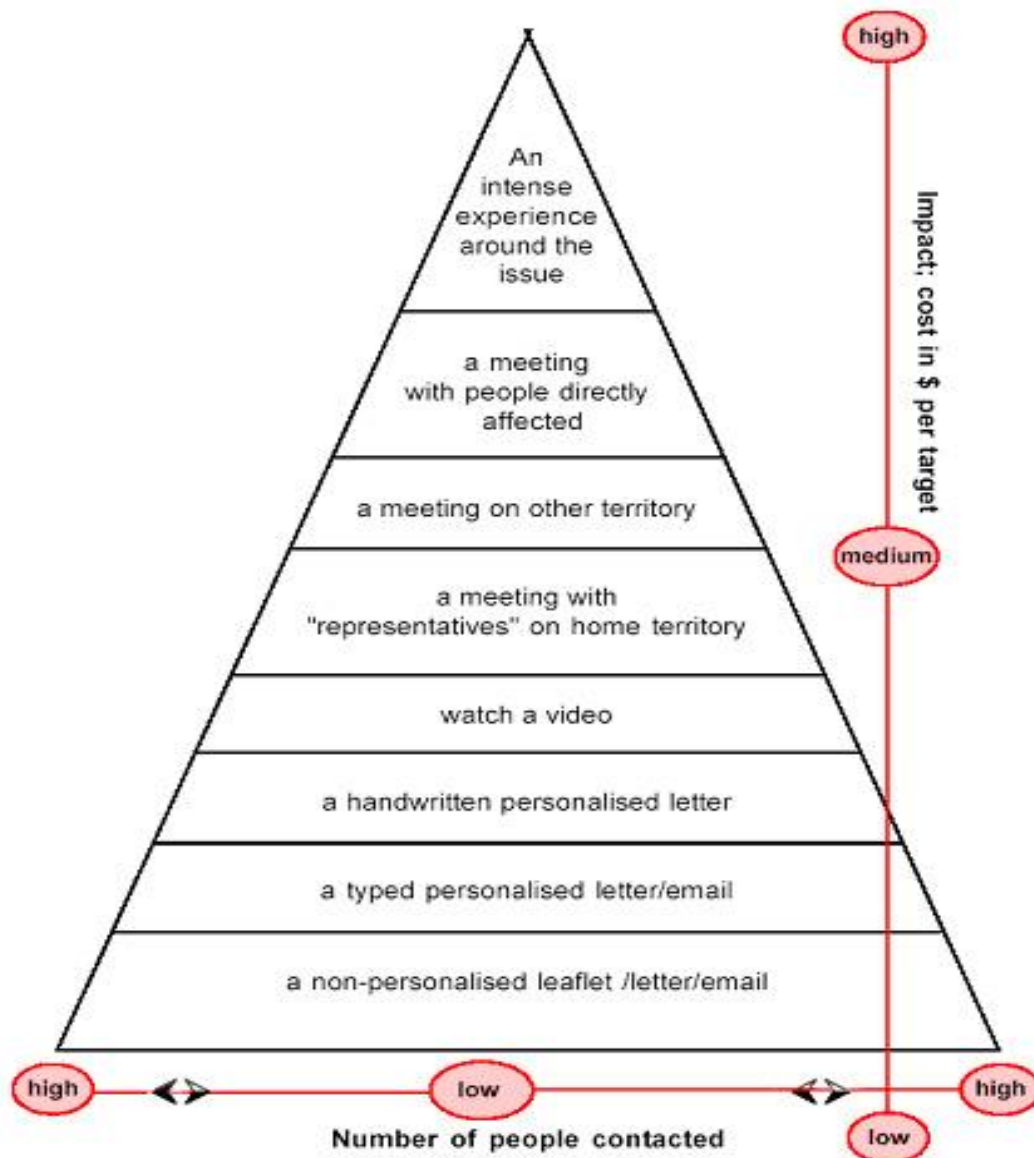 high
An
intense
experience
around the
issue
Impact; cost in $ per target
a meeting
with people directly
affected
a meeting on other territory
medium
a meeting with
"representatives" on home territory
watch a video
a handwritten personalised letter
a typed personalised letter/email
a non-personalised leaflet /letter/email
high
low
high
Number of people contacted
low